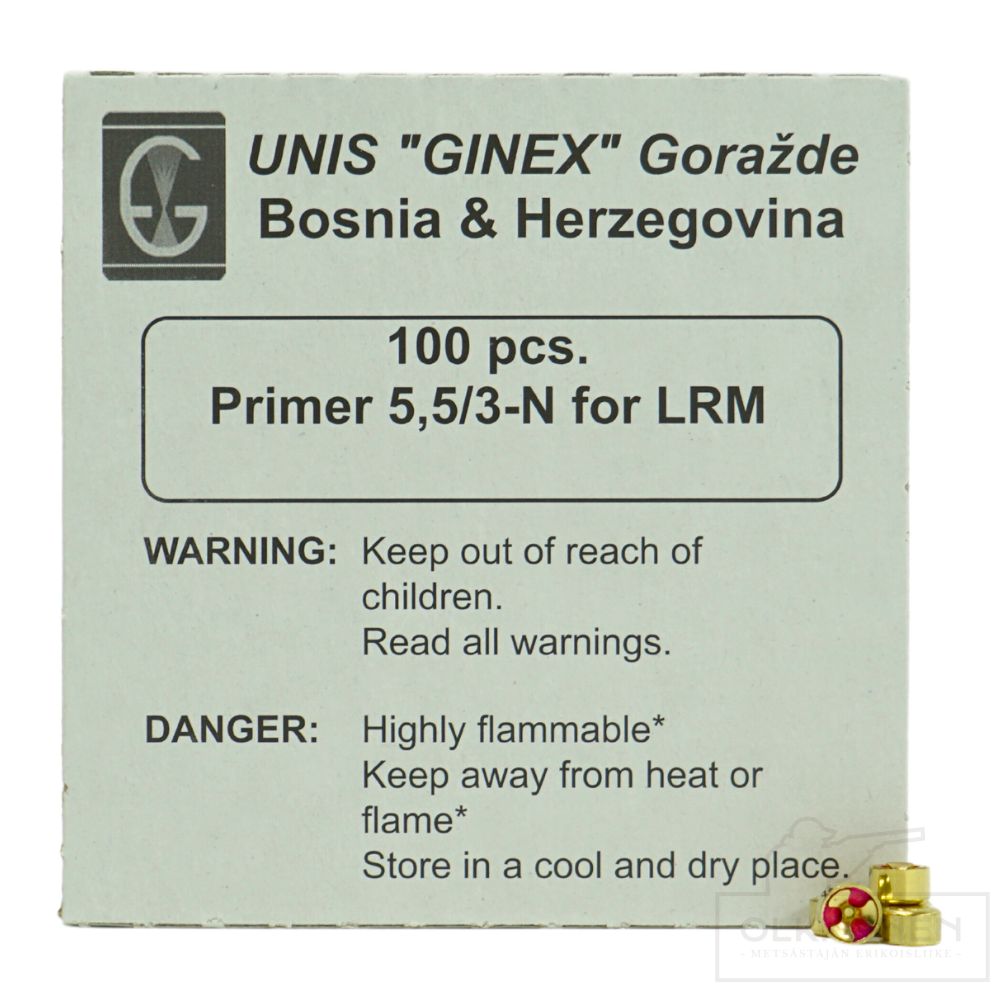 UNIS "GINEX" Goražde
Bosnia & Herzegovina
100 pcs.
Primer 5,5/3-N for LRM
WARNING: Keep out of reach of
children.
Read all warnings.
DANGER: Highly flammable*
Keep away from heat or
flame*
Store in a cool and dry place.
- METSÄSTÄJÄN ERIKOISLIIKE -